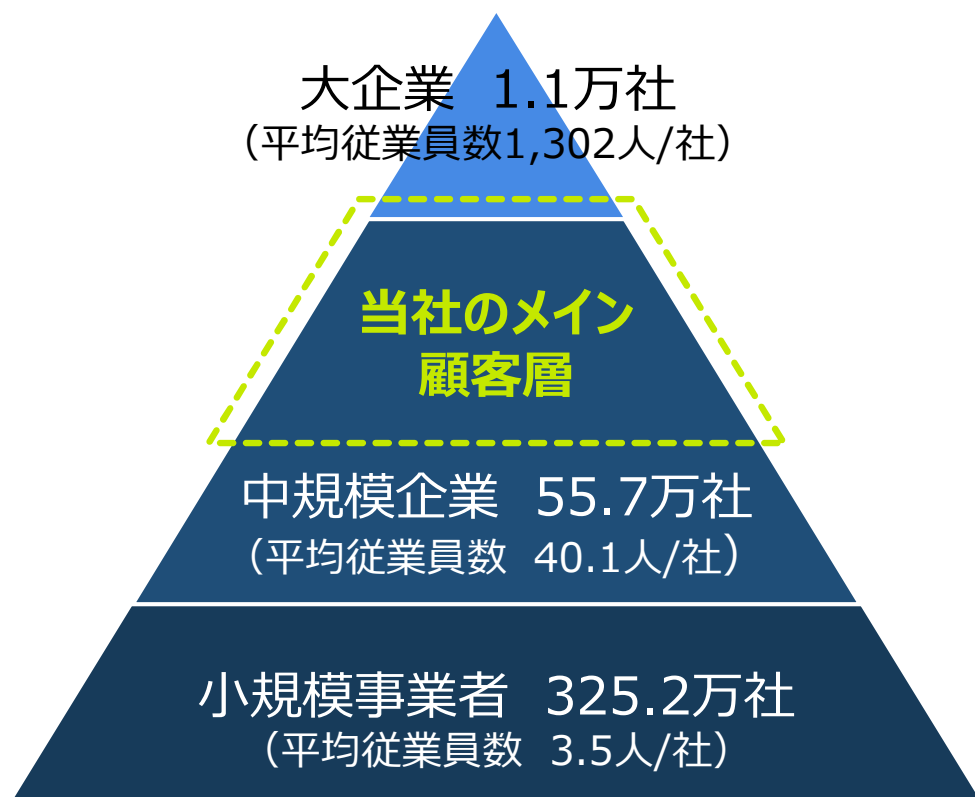 大企業　1.1万社
（平均従業員数1,302人/社）
当社のメイン
顧客層
中規模企業　55.7万社
（平均従業員数　40.1人/社）
小規模事業者　325.2万社
（平均従業員数　3.5人/社）